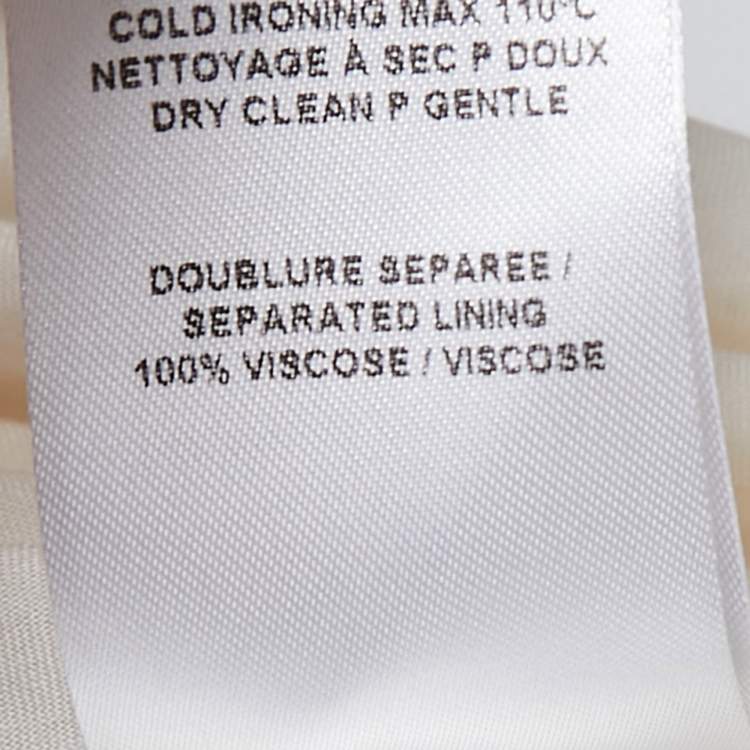 COLD IRONING MAX 110°C
NETTOYAGE À SEC P DOUX
DRY CLEAN P GENTLE
DOUBLURE SEPAREE /
SEPARATED LINING
100% VISCOSE / VISCOSE